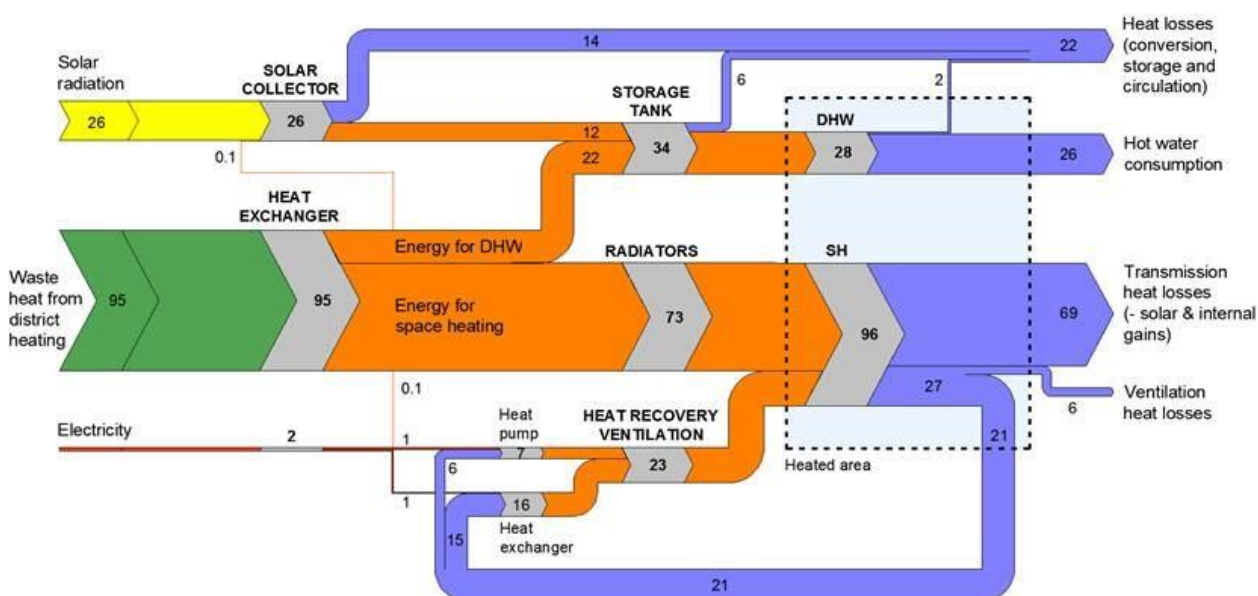 Solar
radiation
26
SOLAR
COLLECTOR
26
14
22
Heat losses
(conversion,
storage and
circulation)
6
2
STORAGE
TANK
12
22
34
DHW
28
26
Hot water
consumption
0.1
HEAT
EXCHANGER
Energy for DHW
Waste
heat from
district
heating
95
95
Energy for
space heating
RADIATORS
73
SH
96
69
Transmission
heat losses
(- solar & internal
gains)
27
6
Ventilation
heat losses
0.1
Electricity
2
1
1
Heat
pump
7
6
HEAT RECOVERY
VENTILATION
23
16
Heat
exchanger
15
21
Heated area
21